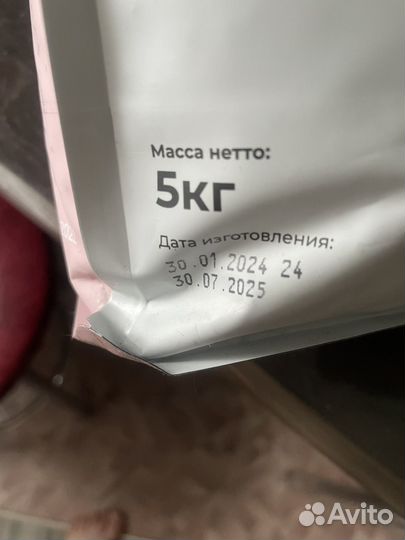 Масса нетто:
5кг
Дата изготовления:
30.01.2024 24
30.07.2025
Avito